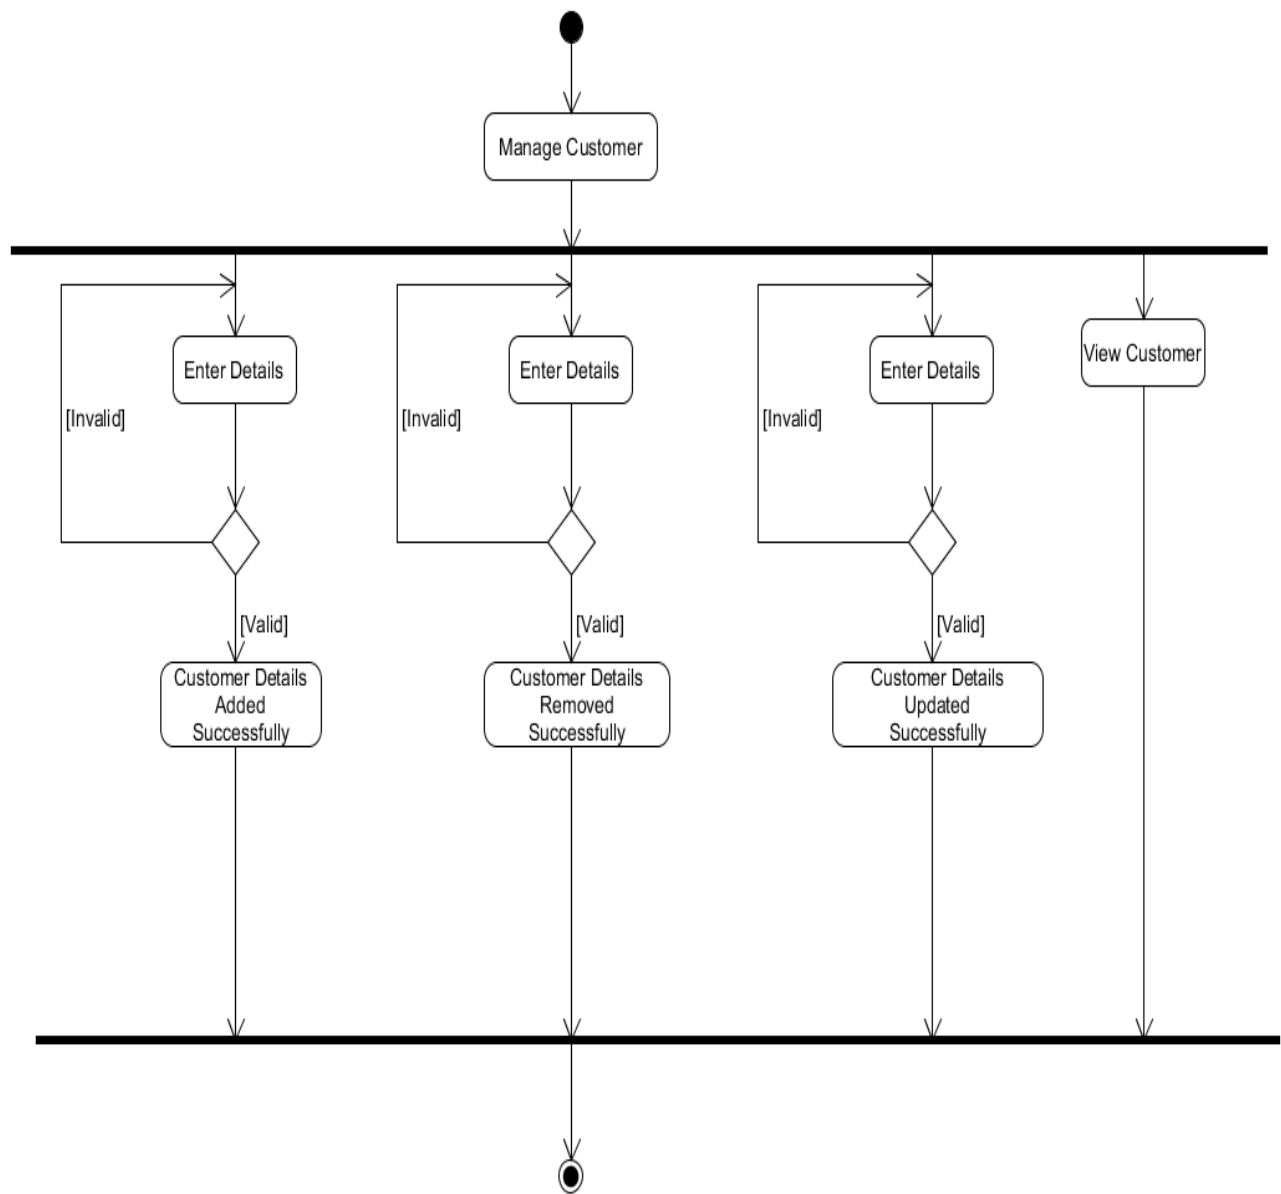 Manage Customer
Enter Details
Enter Details
Enter Details
View Customer
[Invalid]
[Invalid]
[Invalid]
[Valid]
[Valid]
[Valid]
Customer Details
Added
Successfully
Customer Details
Removed
Successfully
Customer Details
Updated
Successfully